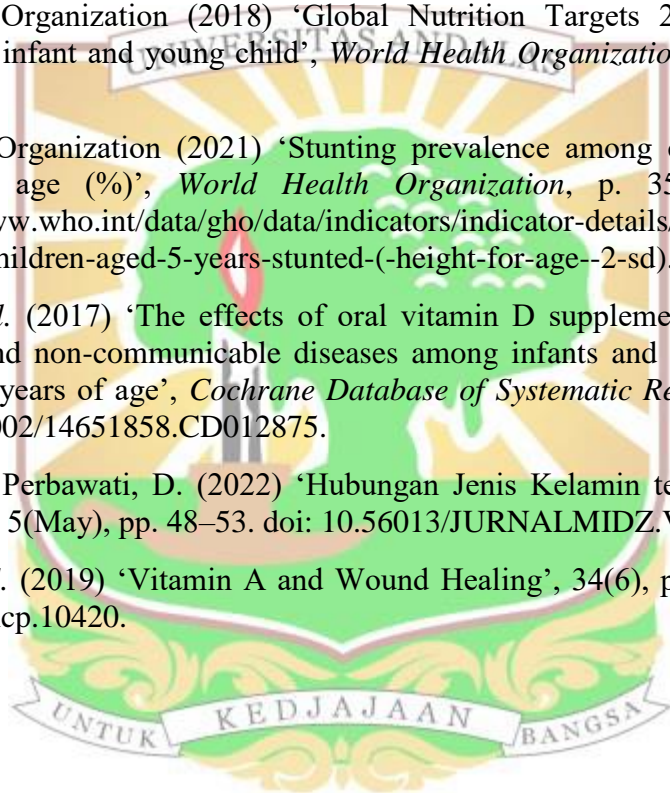 Organization (2018) ‘Global Nutrition Targets 2
UNIVERSITAS ANDALAS
infant and young child’, World Health Organizatio
Organization (2021) ‘Stunting prevalence among
age (%)’, World Health Organization, p. 35
ww.who.int/data/gho/data/indicators/indicator-details/
hildren-aged-5-years-stunted-(-height-for-age--2-sd).
(2017) ‘The effects of oral vitamin D suppleme
nd non-communicable diseases among infants and
years of age’, Cochrane Database of Systematic Re
002/14651858.CD012875.
Perbawati, D. (2022) ‘Hubungan Jenis Kelamin te
5(May), pp. 48–53. doi: 10.56013/JURNALMIDZ.V
(2019) ‘Vitamin A and Wound Healing’, 34(6), p
ncp.10420.
UNTUK KEDJAJAAN BANGSA